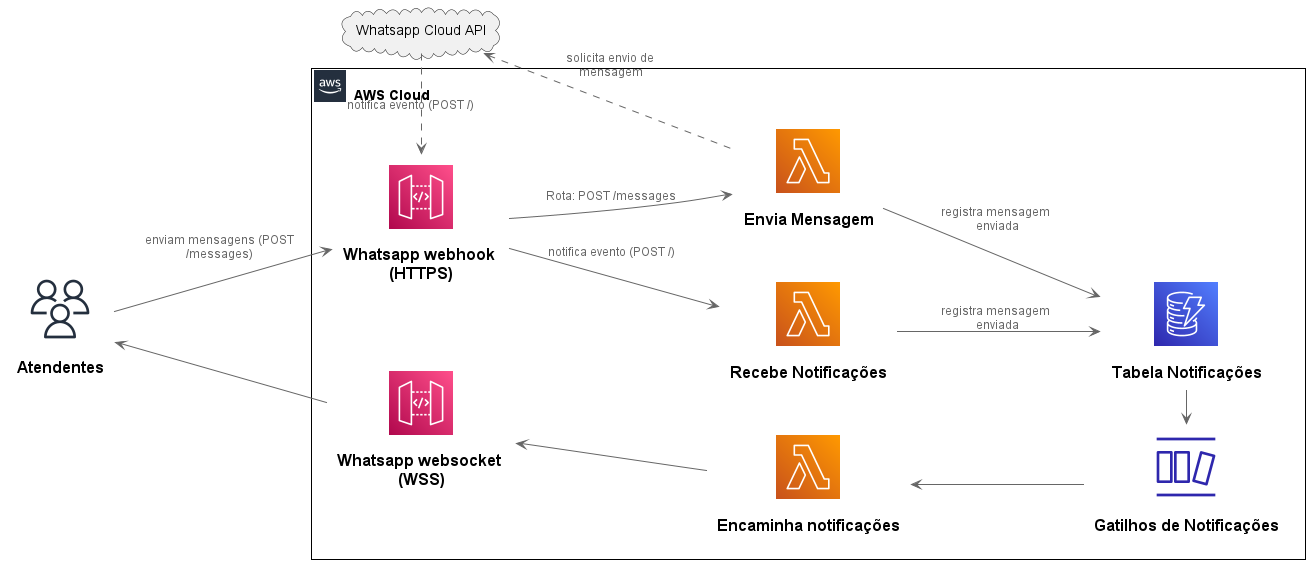 Whatsapp Cloud API
solicita envio de
mensagem
aws
AWS Cloud
notifica evento (POST /)
Rota: POST /messages
Envia Mensagem
registra mensagem
enviada
enviam mensagens (POST
/messages)
Whatsapp webhook
(HTTPS)
notifica evento (POST /)
Atendentes
Recebe Notificações
registra mensagem
enviada
Tabela Notificações
Whatsapp websocket
(WSS)
Encaminha notificações
Gatilhos de Notificações